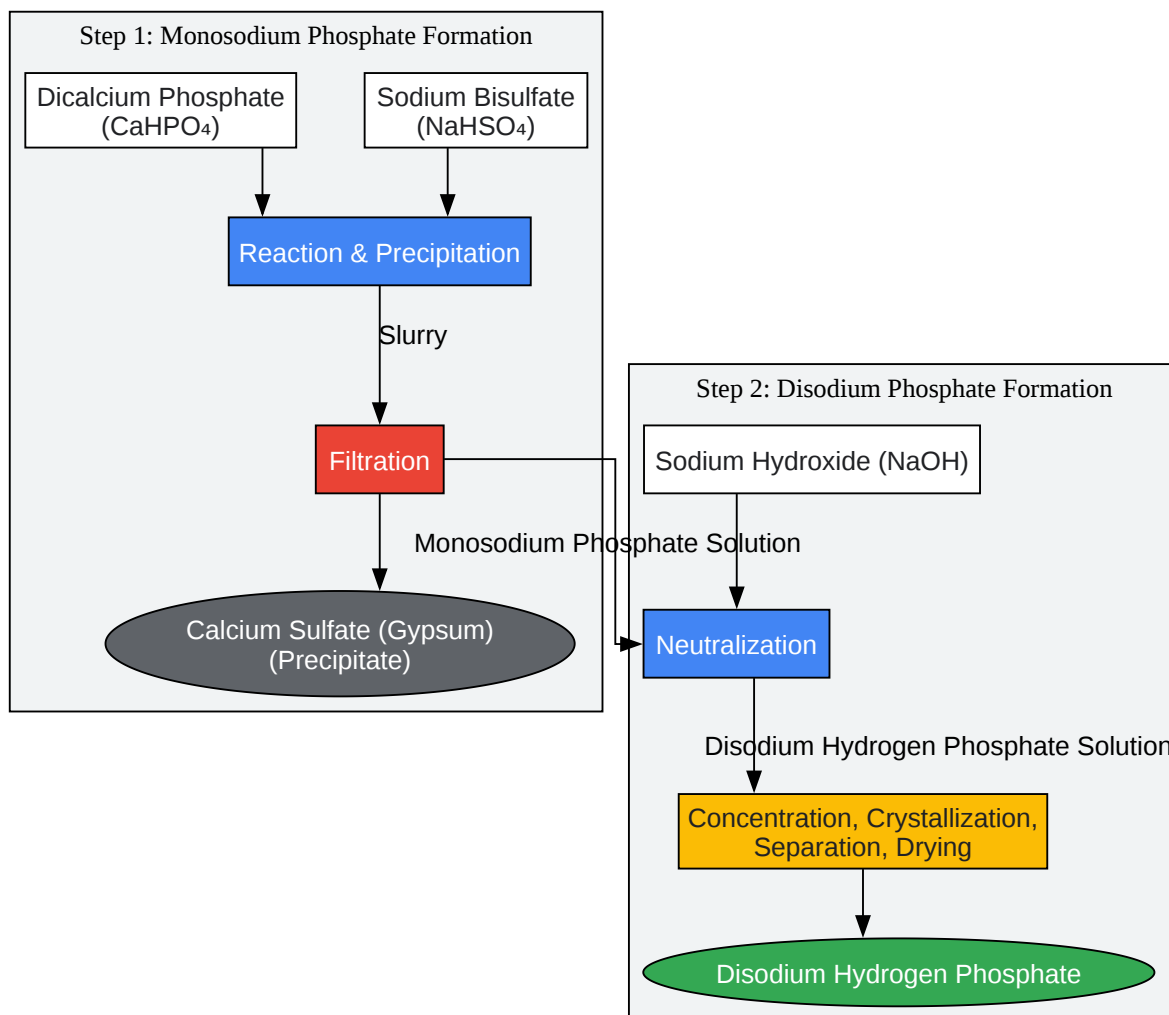 Step 1: Monosodium Phosphate Formation
Dicalcium Phosphate
(CaHPO₄)
Sodium Bisulfate
(NaHSO₄)
Reaction & Precipitation
Slurry
Filtration
Monosodium Phosphate Solution
Calcium Sulfate (Gypsum)
(Precipitate)
Step 2: Disodium Phosphate Formation
Sodium Hydroxide (NaOH)
Neutralization
Disodium Hydrogen Phosphate Solution
Concentration, Crystallization,
Separation, Drying
Disodium Hydrogen Phosphate